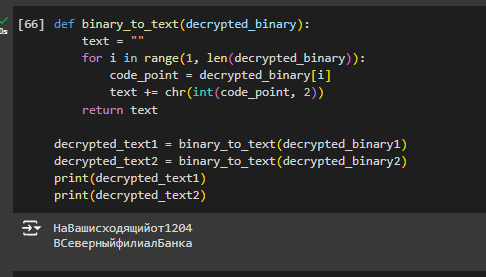 [66] def binary_to_text(decrypted_binary):
text = ""
for i in range(1, len(decrypted_binary)):
code_point = decrypted_binary[i]
text += chr(int(code_point, 2))
return text
decrypted_text1 = binary_to_text(decrypted_binary1)
decrypted_text2 = binary_to_text(decrypted_binary2)
print(decrypted_text1)
print(decrypted_text2)
НаВашисходящийот1204
ВСеверныйфилиалБанка